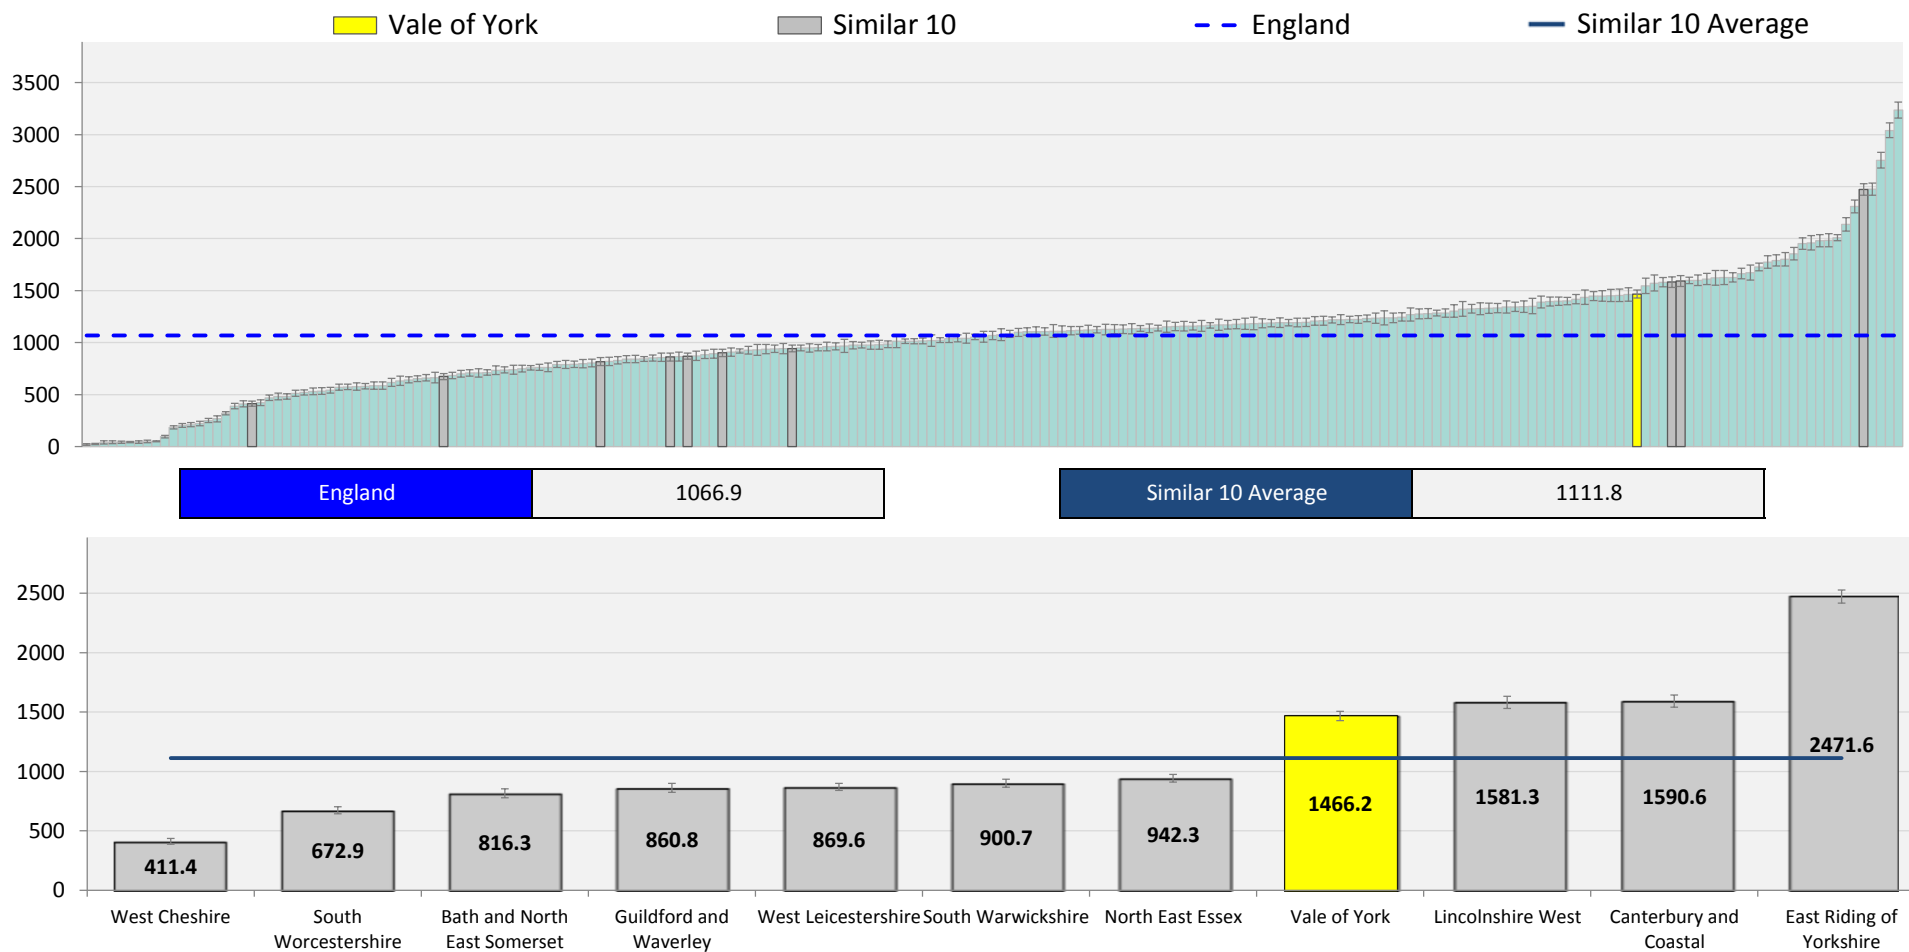 Vale of York
Similar 10
England
Similar 10 Average
3500
3000
2500
2000
1500
1000
500
0
England
1066.9
Similar 10 Average
1111.8
2500
2000
1500
1000
500
0
411.4
672.9
816.3
860.8
869.6
900.7
942.3
1466.2
1581.3
1590.6
2471.6
West Cheshire
South
Worcestershire
Bath and North
East Somerset
Guildford and
Waverley
West Leicestershire
South Warwickshire
North East Essex
Vale of York
Lincolnshire West
Canterbury and
Coastal
East Riding of
Yorkshire